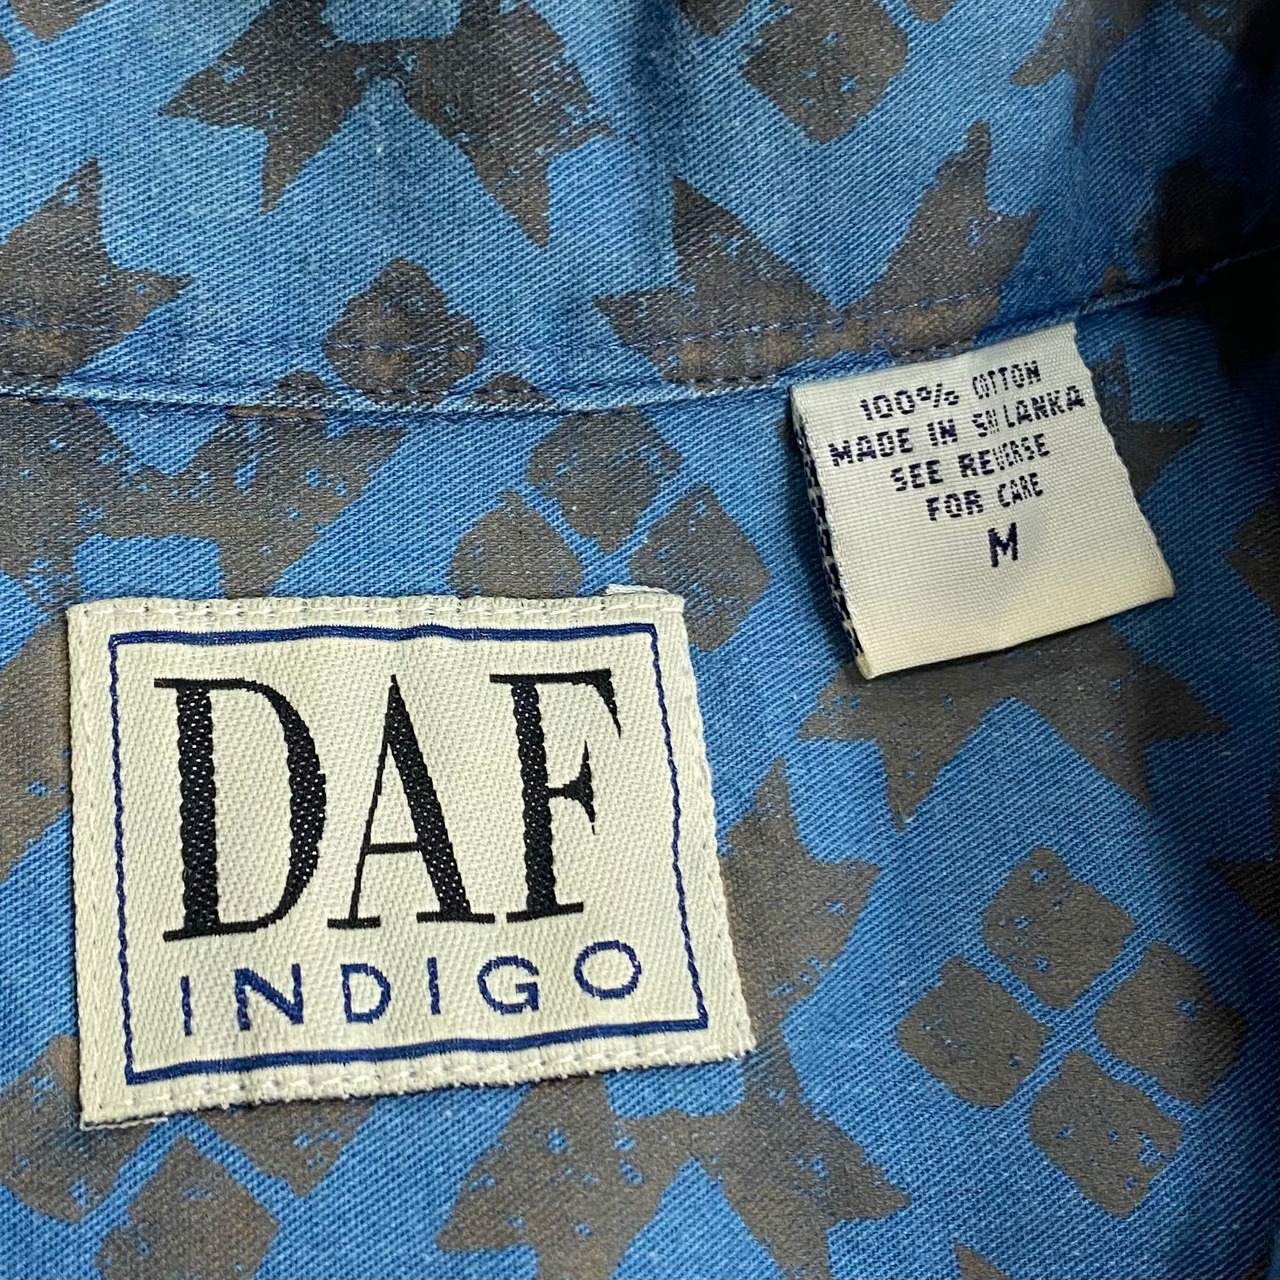 100% COTTON
MADE IN SRI LANKA
SEE REVERSE
FOR CARE
M
DAF
INDIGO